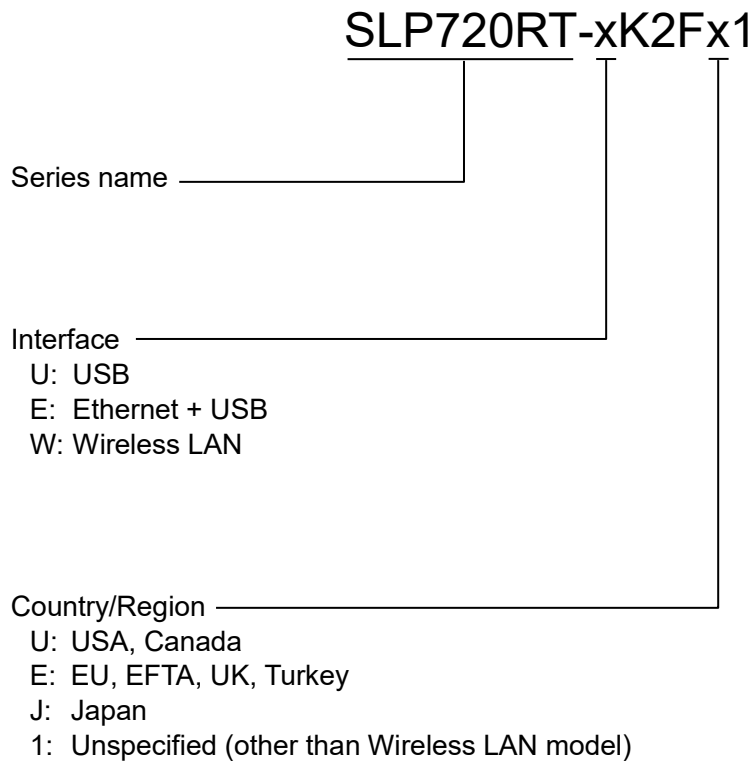 SLP720RT-xK2Fx1
Series name
Interface
U: USB
E: Ethernet + USB
W: Wireless LAN
Country/Region
U: USA, Canada
E: EU, EFTA, UK, Turkey
J: Japan
1: Unspecified (other than Wireless LAN model)